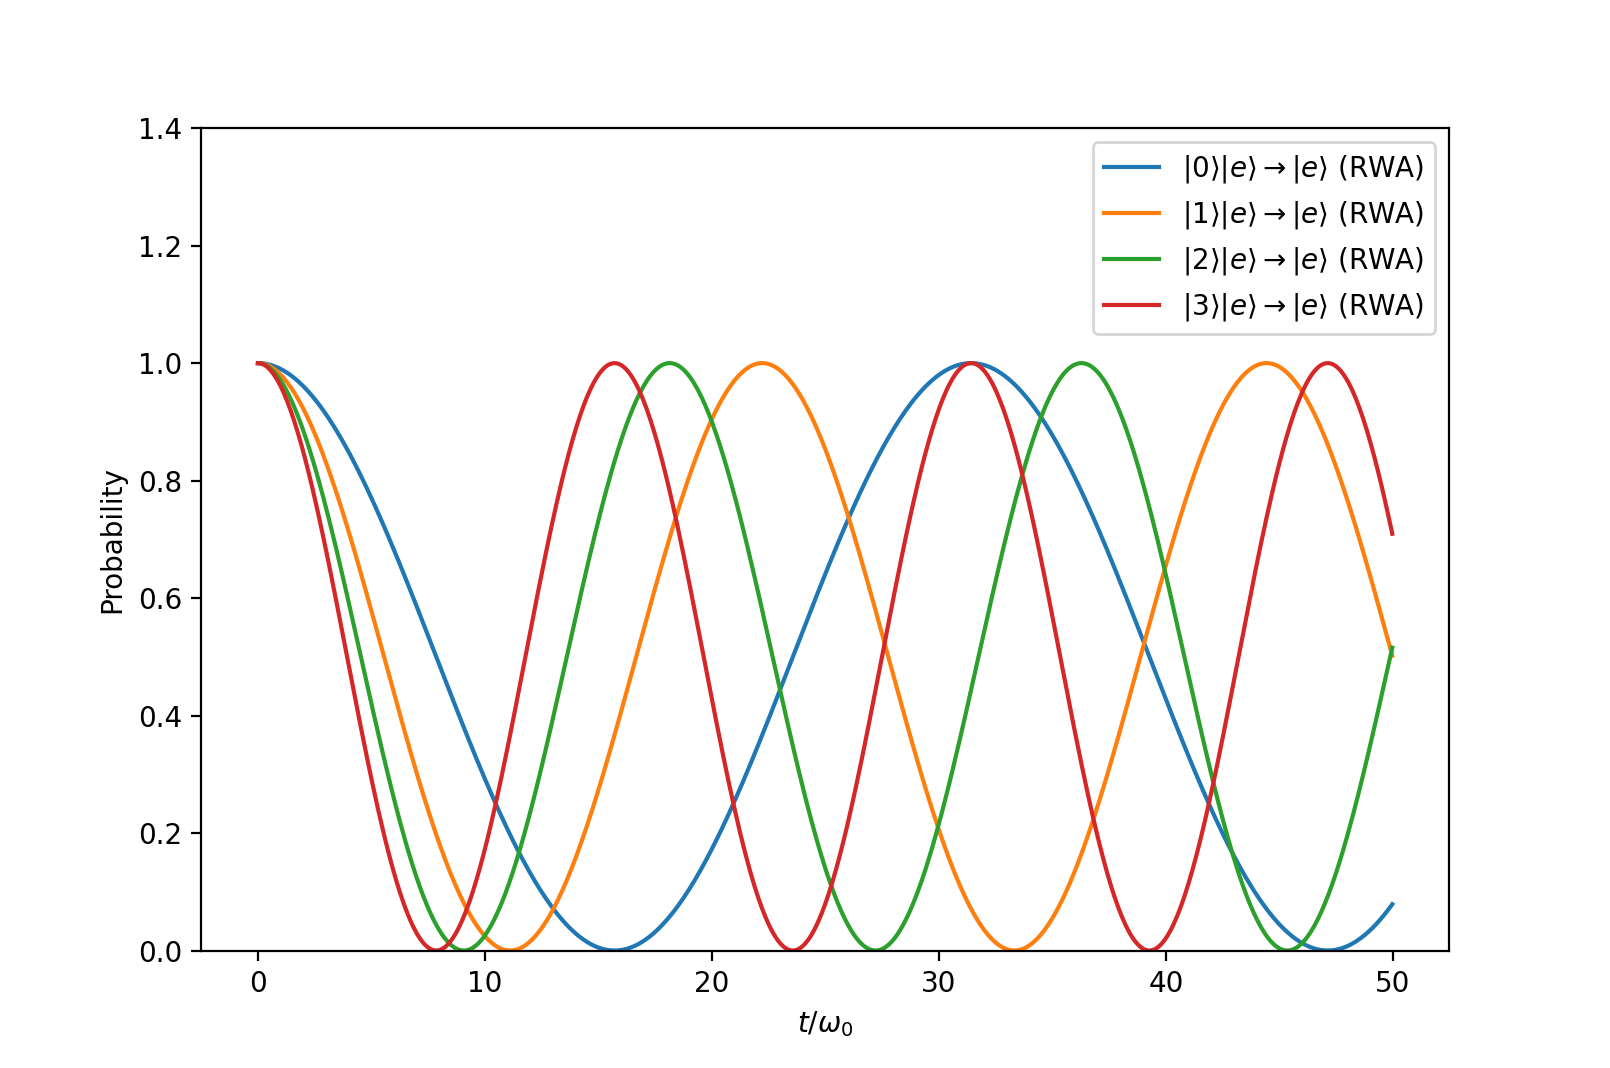 1.4
1.2
1.0
0.8
0.6
0.4
0.2
0.0
Probability
|0⟩|e⟩→|e⟩ (RWA)
|1⟩|e⟩→|e⟩ (RWA)
|2⟩|e⟩→|e⟩ (RWA)
|3⟩|e⟩→|e⟩ (RWA)
0 10 20 30 40 50
t/ω₀